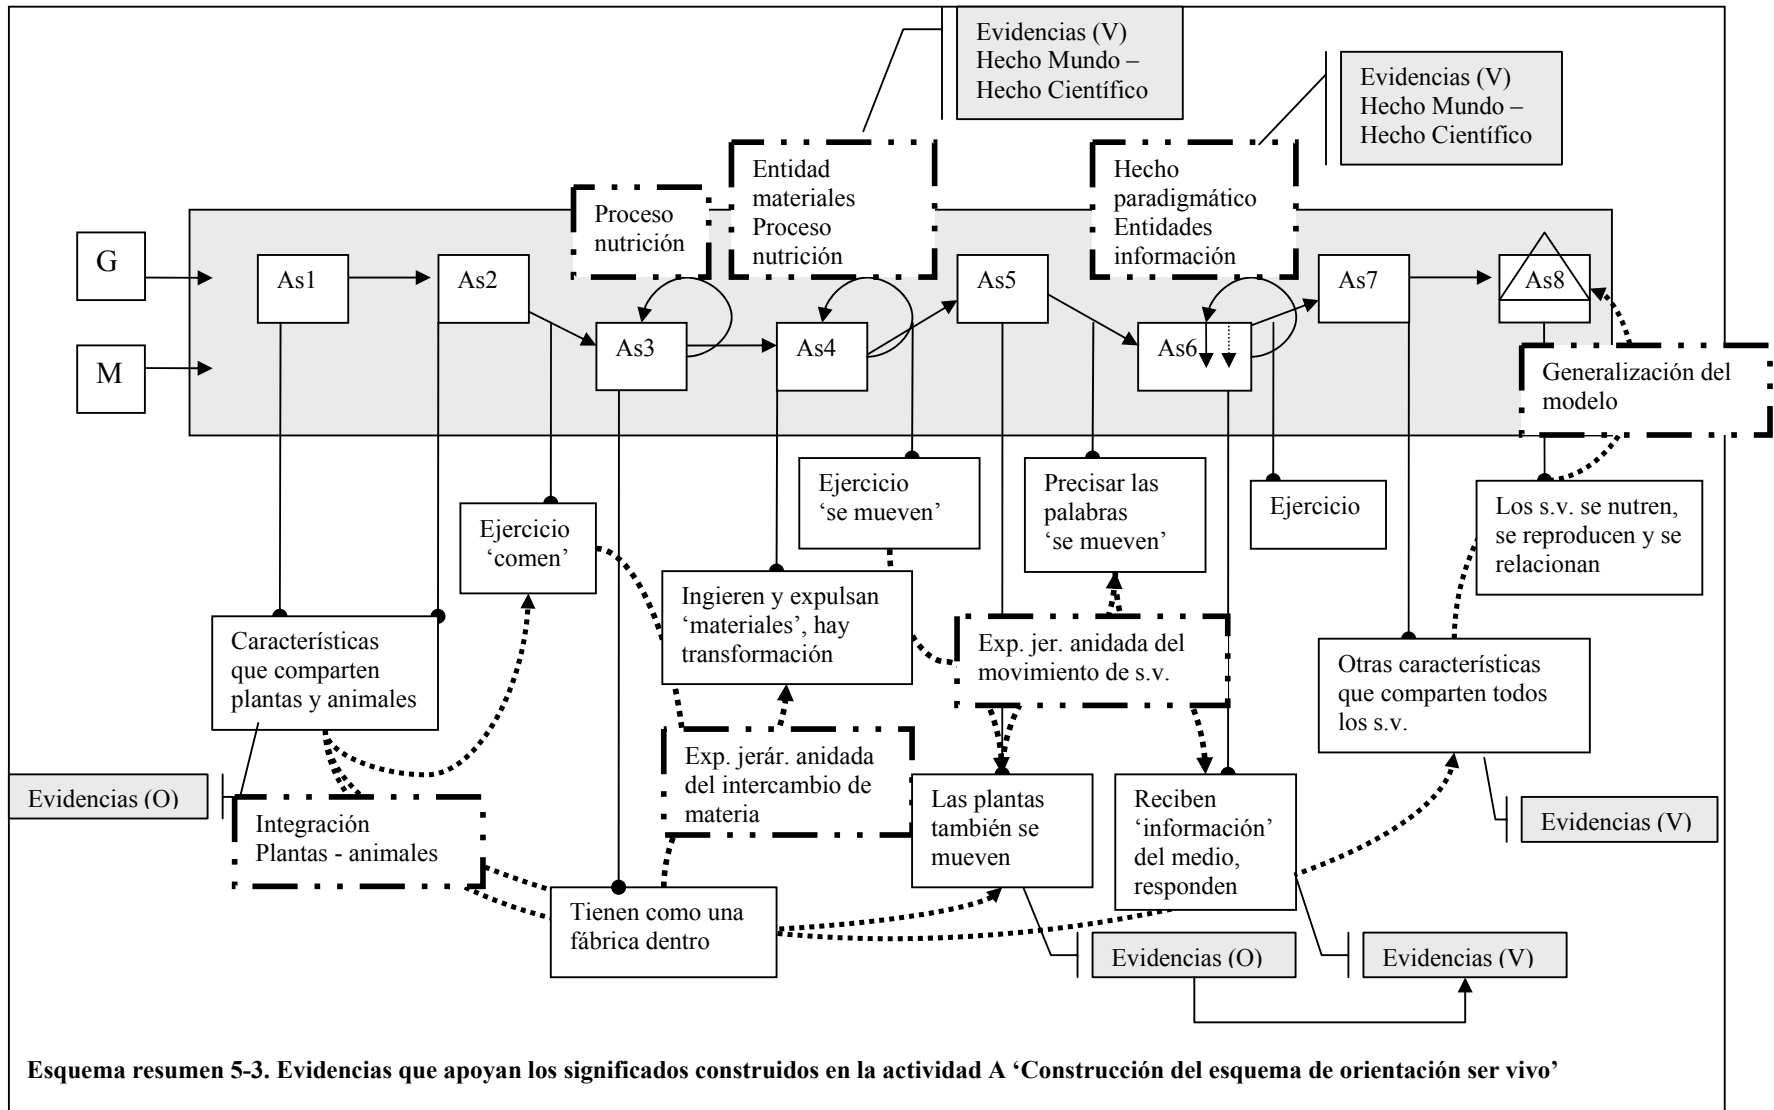 Evidencias (V)
Hecho Mundo –
Hecho Científico
Evidencias (V)
Hecho Mundo –
Hecho Científico
Proceso
nutrición
Entidad
materiales
Proceso
nutrición
Hecho
paradigmático
Entidades
información
G
M
As1
As2
As3
As4
As5
As6
As7
As8
Generalización del
modelo
Ejercicio
‘comen’
Ejercicio
‘se mueven’
Precisar las
palabras
‘se mueven’
Ejercicio
Los s.v. se nutren,
se reproducen y se
relacionan
Características
que comparten
plantas y animales
Ingieren y expulsan
‘materiales’, hay
transformación
Exp. jer. anidada del
movimiento de s.v.
Otras características
que comparten todos
los s.v.
Evidencias (O)
Integración
Plantas - animales
Exp. jerár. anidada
del intercambio de
materia
Las plantas
también se
mueven
Reciben
‘información’
del medio,
responden
Evidencias (V)
Tienen como una
fábrica dentro
Evidencias (O)
Evidencias (V)
Esquema resumen 5-3. Evidencias que apoyan los significados construidos en la actividad A ‘Construcción del esquema de orientación ser vivo’